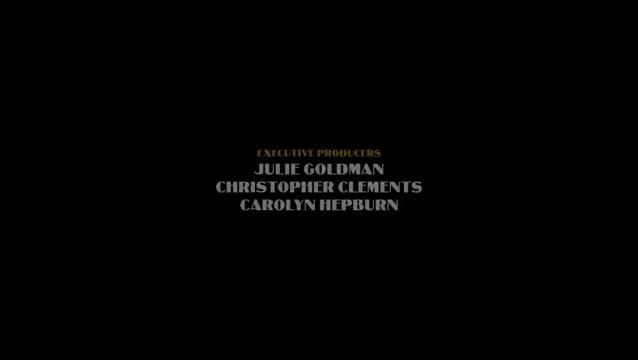 EXECUTIVE PRODUCERS
JULIE GOLDMAN
CHRISTOPHER CLEMENTS
CAROLYN HEPBURN